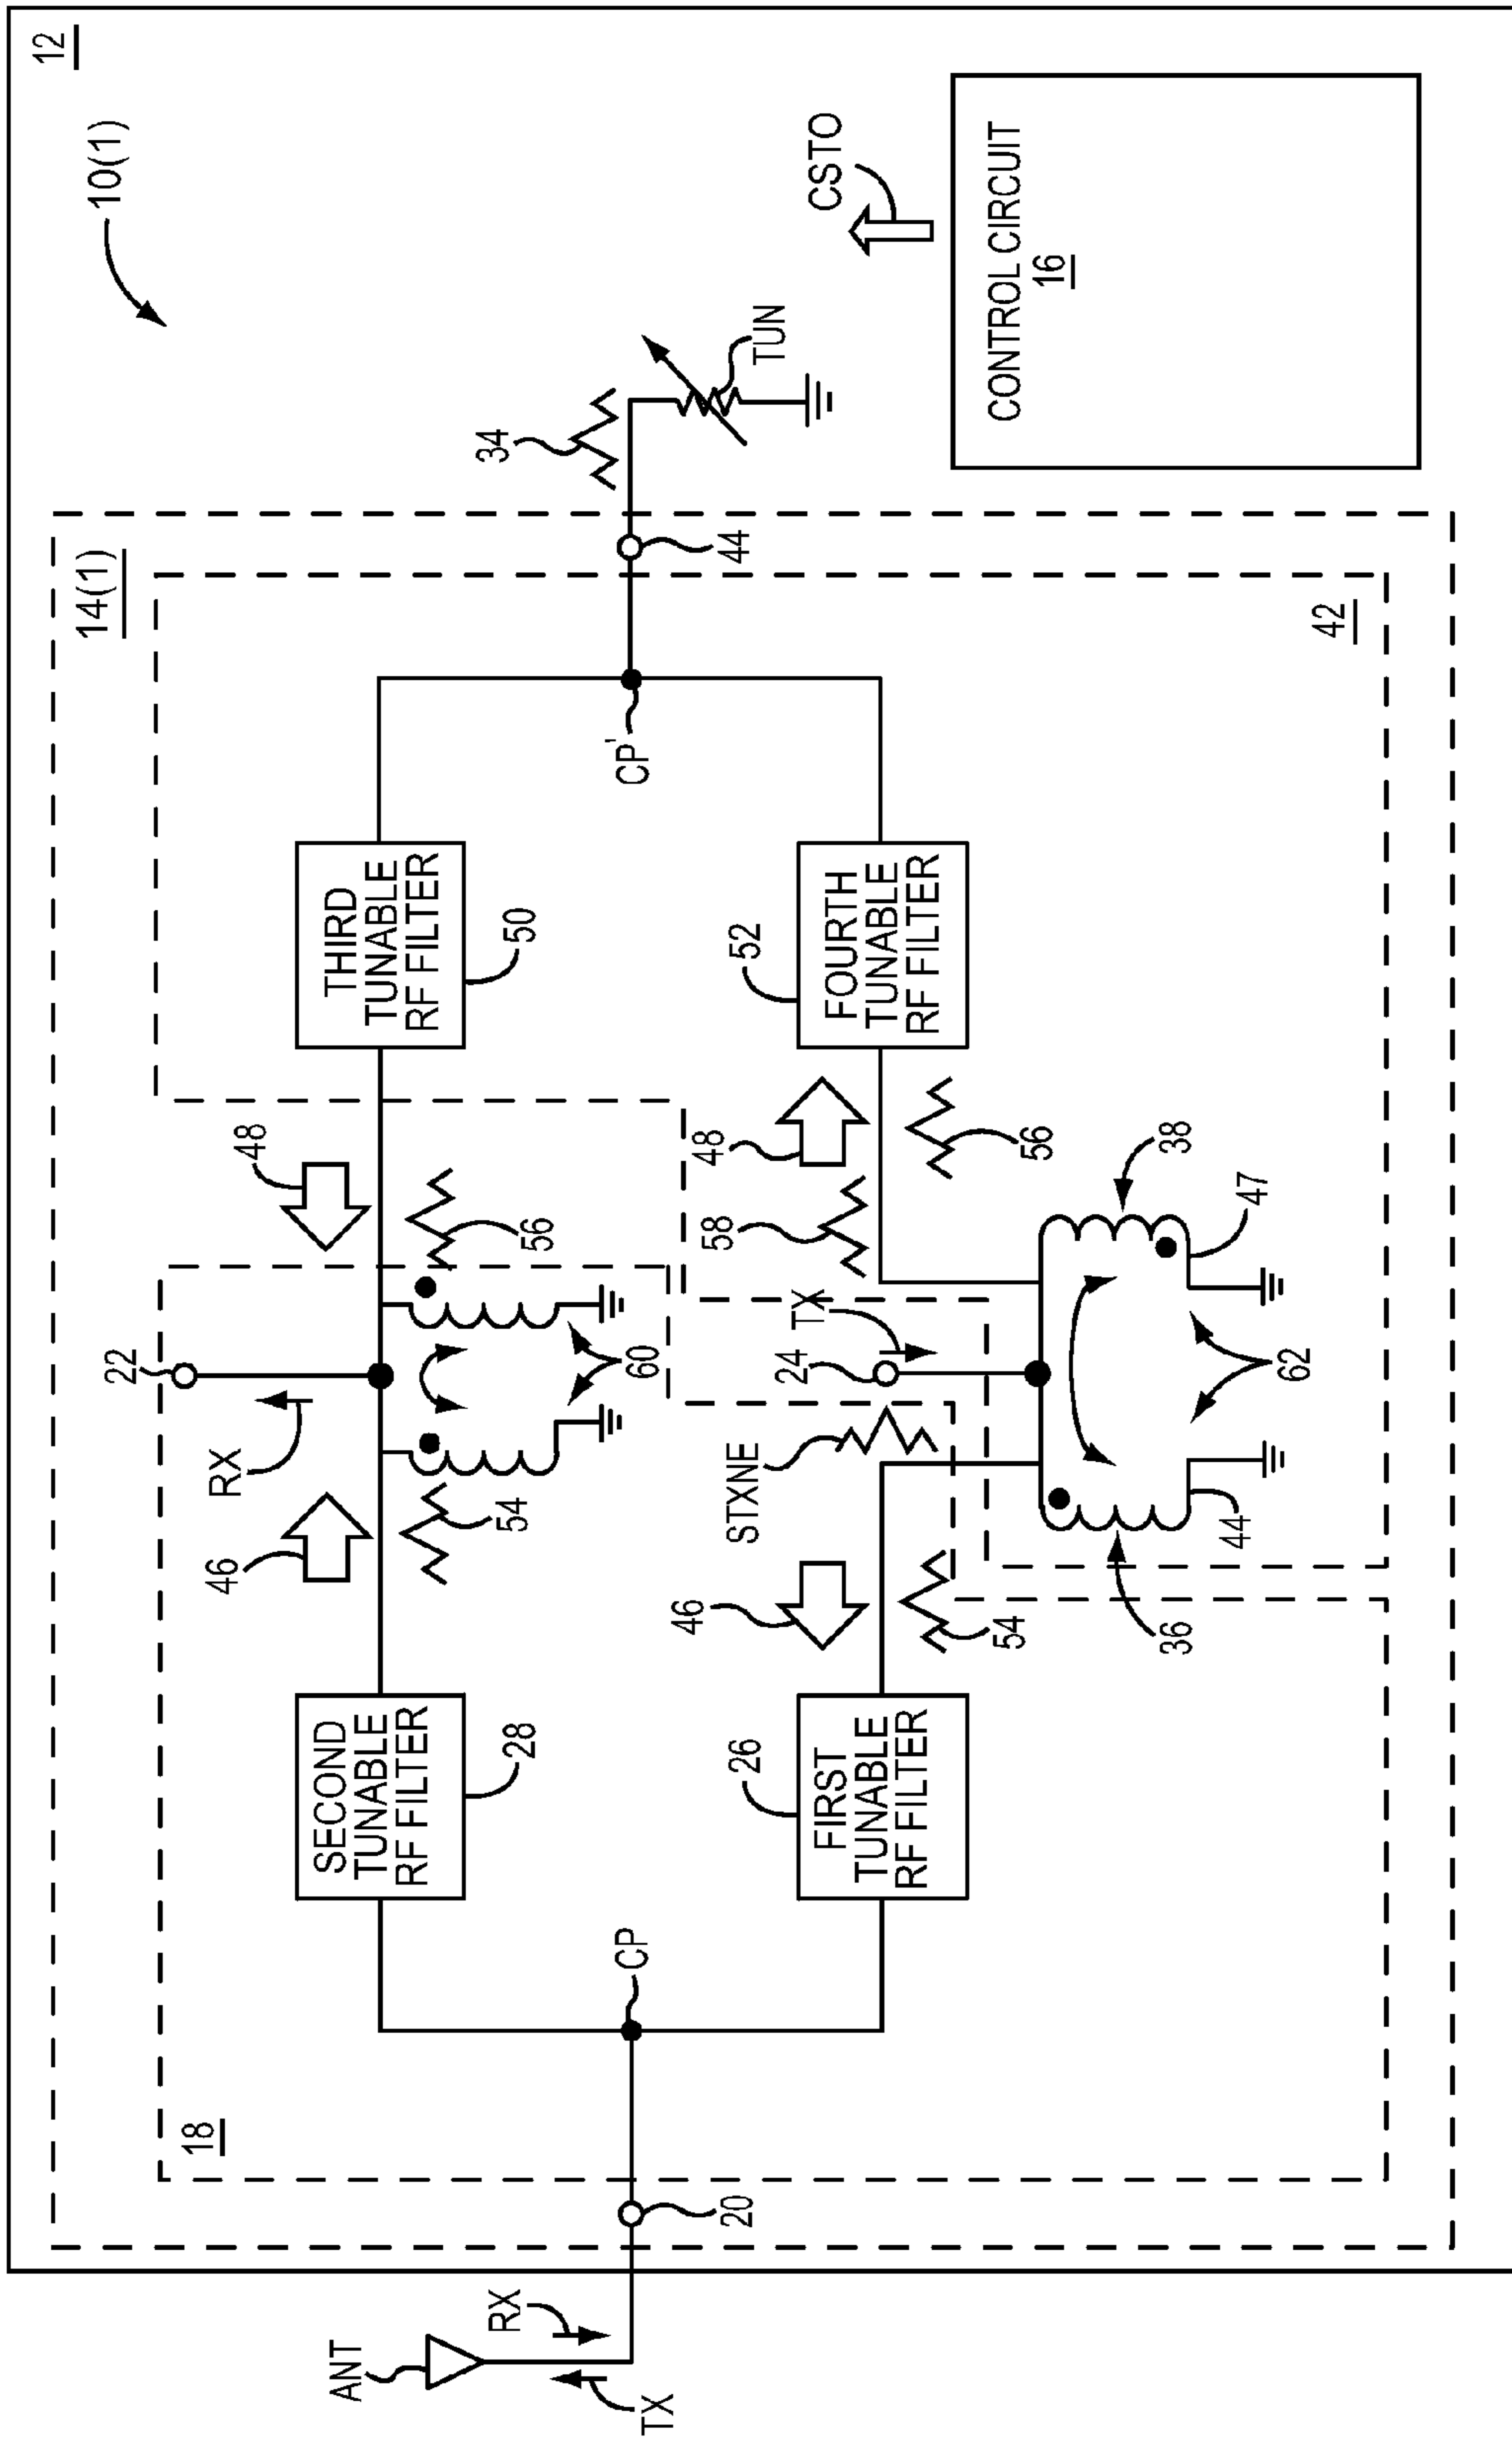 12
10(1)
14(1)
CSTO
CONTROL CIRCUIT
16
TUN
34
44
42
CP'
THIRD
TUNABLE
RF FILTER
50
FOURTH
TUNABLE
RF FILTER
52
48
48
56
56
58
38
47
22
RX
60
24
TX
62
STXNE
46
54
46
54
44
36
SECOND
TUNABLE
RF FILTER
28
FIRST
TUNABLE
RF FILTER
26
CP
18
20
ANT
RX
TX